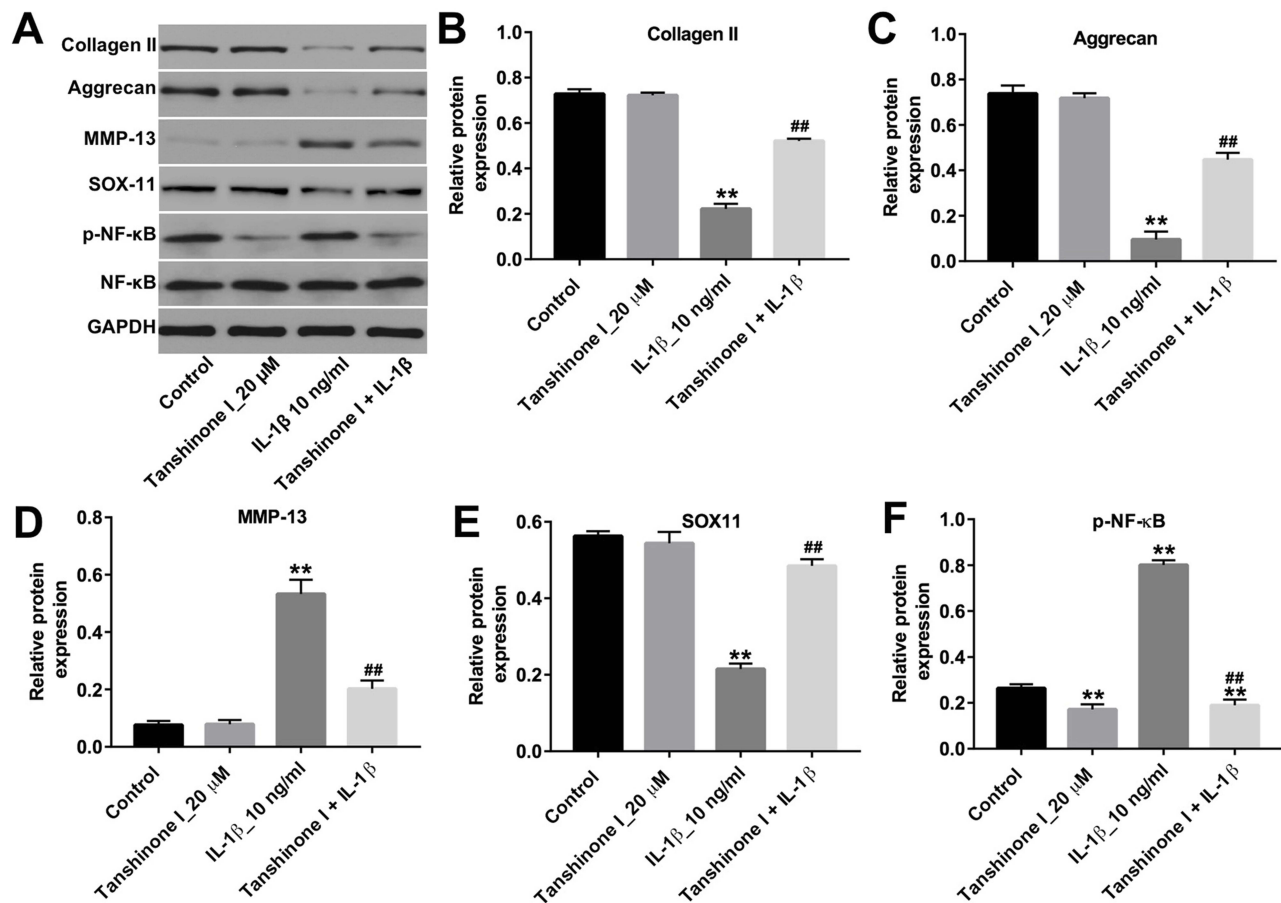 A
Collagen II
Aggrecan
MMP-13
SOX-11
p-NF-κB
NF-κB
GAPDH
Control
Tanshinone I_20 μM
IL-1β 10 ng/ml
Tanshinone I + IL-1β
B
Collagen II
Relative protein
expression
1.0
0.8
0.6
0.4
0.2
0.0
**
##
Control
Tanshinone I_20 μM
IL-1β_10 ng/ml
Tanshinone I + IL-1β
C
Aggrecan
Relative protein
expression
1.0
0.8
0.6
0.4
0.2
0.0
**
##
Control
Tanshinone I_20 μM
IL-1β_10 ng/ml
Tanshinone I + IL-1β
D
MMP-13
Relative protein
expression
0.8
0.6
0.4
0.2
0.0
**
##
Control
Tanshinone I_20 μM
IL-1β_10 ng/ml
Tanshinone I + IL-1β
E
SOX11
Relative protein
expression
0.6
0.4
0.2
0.0
**
##
Control
Tanshinone I_20 μM
IL-1β_10 ng/ml
Tanshinone I + IL-1β
F
p-NF-κB
Relative protein
expression
1.0
0.8
0.6
0.4
0.2
0.0
**
**
##
**
Control
Tanshinone I_20 μM
IL-1β_10 ng/ml
Tanshinone I + IL-1β